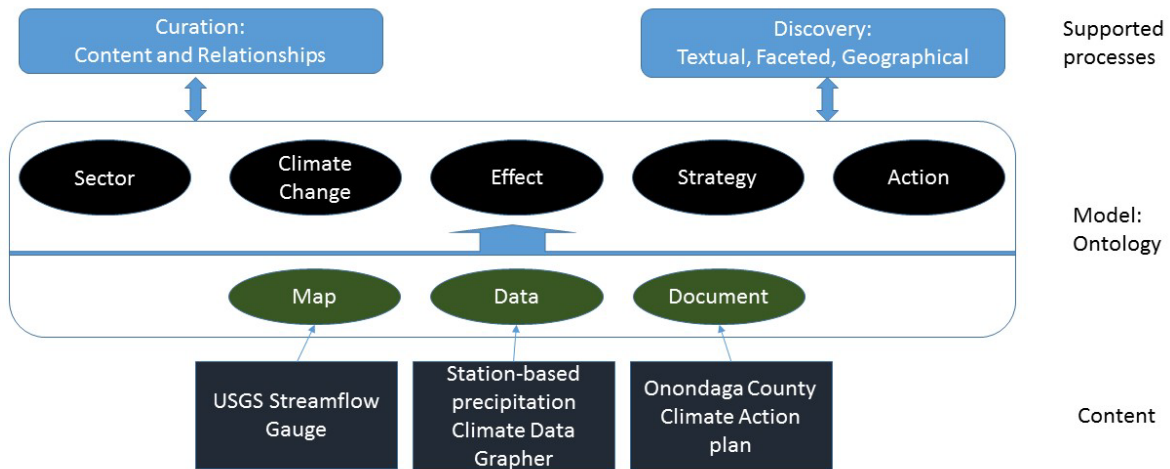 Curation:
Content and Relationships
Discovery:
Textual, Faceted, Geographical
Supported
processes
Sector
Climate
Change
Effect
Strategy
Action
Model:
Ontology
Map
Data
Document
USGS Streamflow
Gauge
Station-based
precipitation
Climate Data
Grapher
Onondaga County
Climate Action
plan
Content